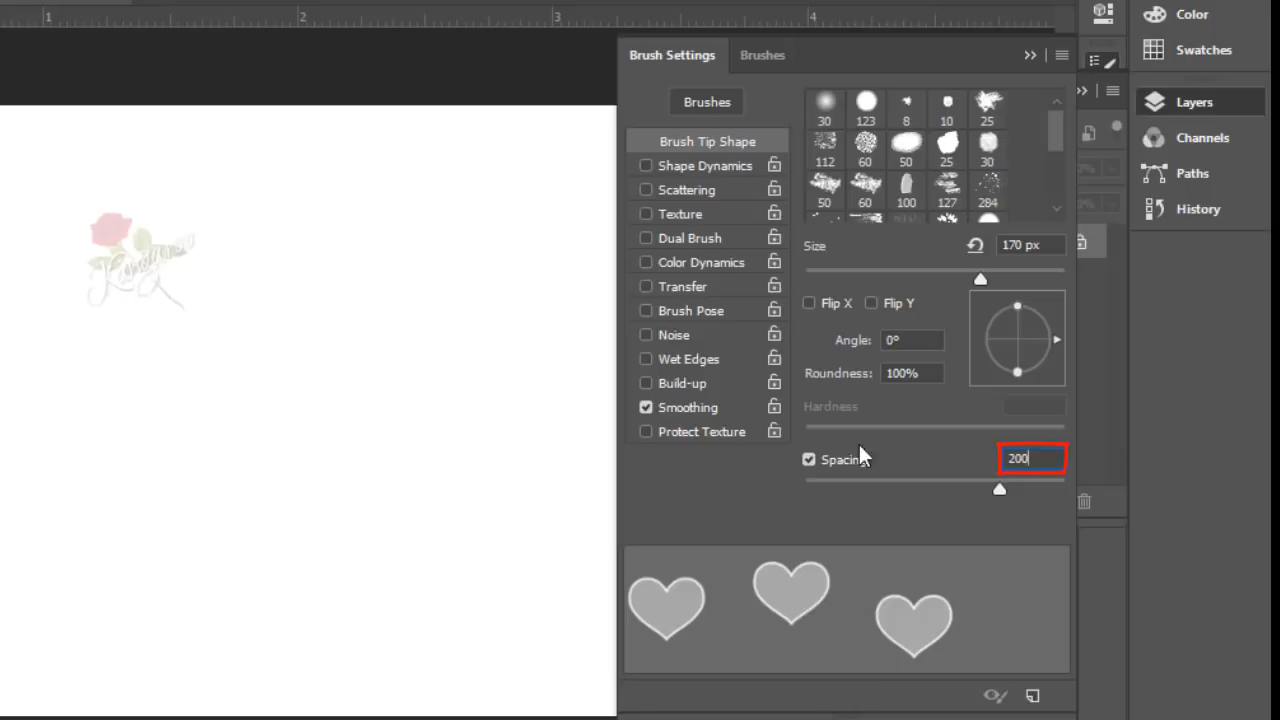 1 2 3 4
Color
Swatches
Layers
Channels
Paths
History
Brush Settings Brushes
Brushes
Brush Tip Shape
Shape Dynamics
Scattering
Texture
Dual Brush
Color Dynamics
Transfer
Brush Pose
Noise
Wet Edges
Build-up
Smoothing
Protect Texture
30 123 8 10 25
112 60 50 25 30
50 60 100 127 284
Size 170 px
Flip X Flip Y
Angle: 0°
Roundness: 100%
Hardness
Spacing 200